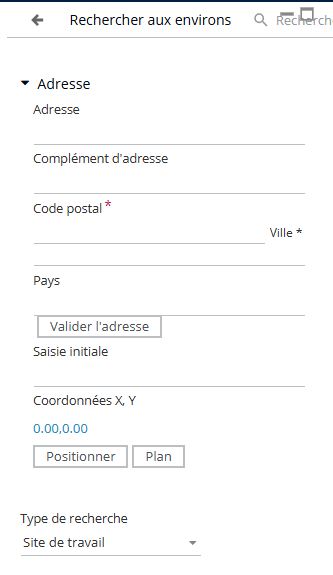 Rechercher aux environs
Recherch
Adresse
Adresse
Complément d'adresse
Code postal *
Ville *
Pays
Valider l'adresse
Saisie initiale
Coordonnées X, Y
0.00,0.00
Positionner Plan
Type de recherche
Site de travail